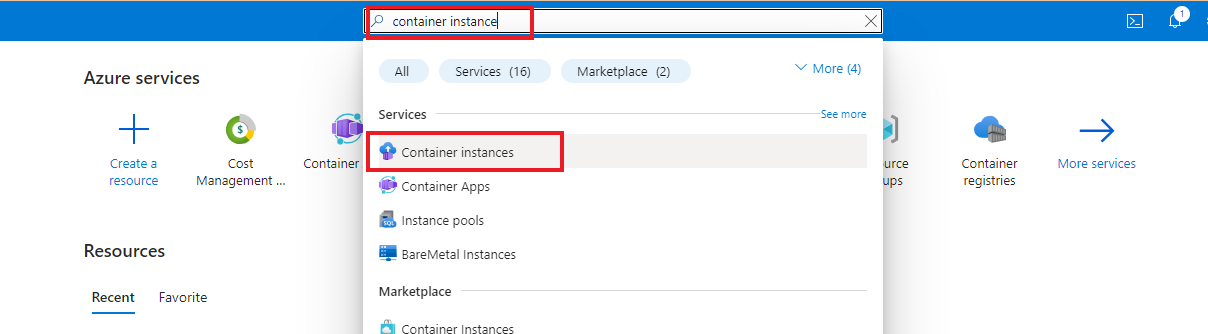 container instance
1
All
Services (16)
Marketplace (2)
More (4)
Azure services
Services
See more
Create a
resource
Cost
Management ...
Container
Container instances
Container Apps
SQL
Instance pools
BareMetal Instances
Marketplace
Container Instances
Container
registries
More services
Resources
Recent
Favorite